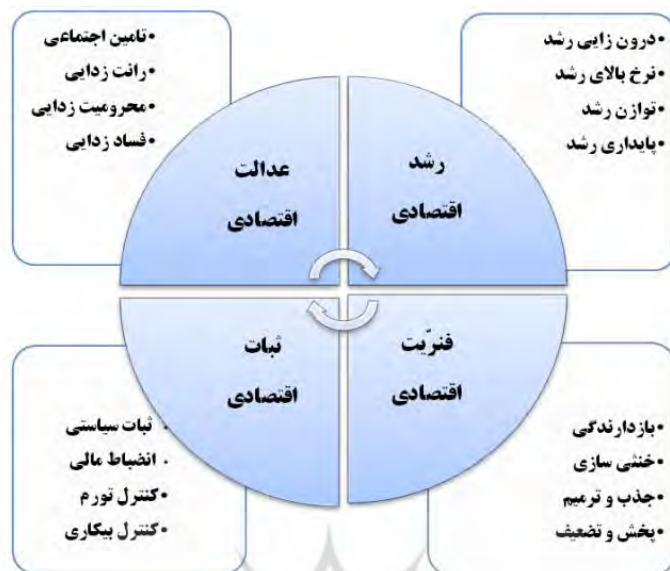 •درون زایی رشد
•نرخ بالای رشد
•توازن رشد
•پایداری رشد
رشد
اقتصادی
•تامین اجتماعی
•رانت زدایی
•محرومیت زدایی
•فساد زدایی
عدالت
اقتصادی
فنرّیت
اقتصادی
•بازدارندگی
•خنثی سازی
•جذب و ترمیم
•پخش و تضعیف
ثبات
اقتصادی
• ثبات سیاستی
• انضباط مالی
•کنترل تورم
•کنترل بیکاری